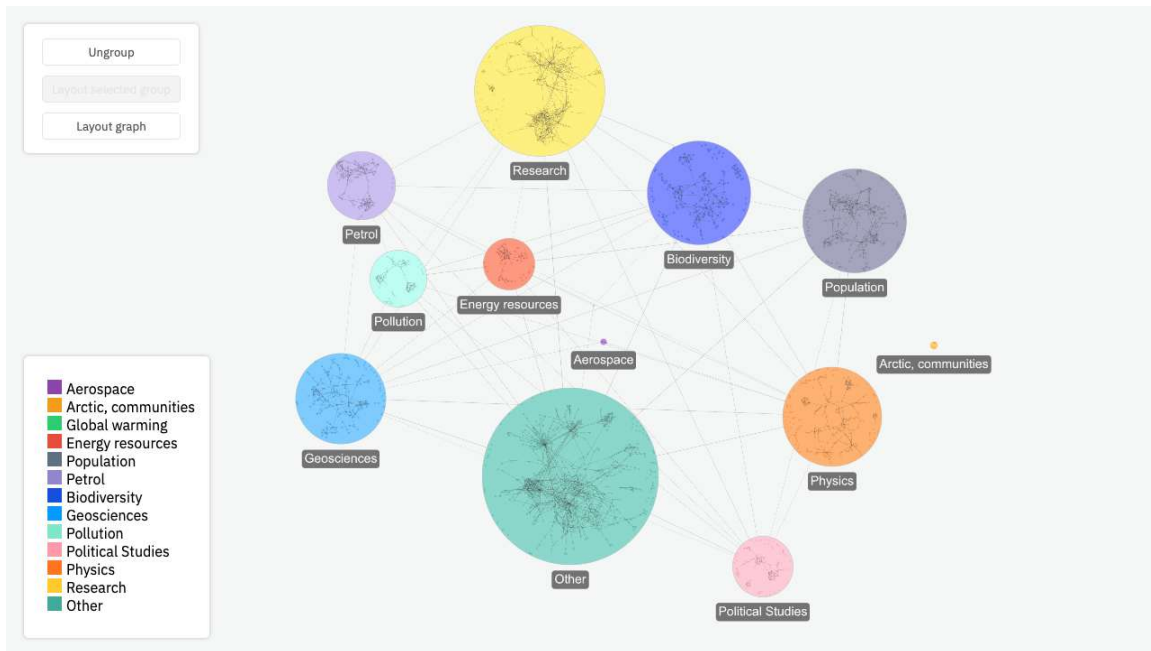 Ungroup
Layout selected group
Layout graph
Research
Petrol
Biodiversity
Population
Energy resources
Pollution
Aerospace
Arctic, communities
Geosciences
Physics
Other
Political Studies
Aerospace
Arctic, communities
Global warming
Energy resources
Population
Petrol
Biodiversity
Geosciences
Pollution
Political Studies
Physics
Research
Other